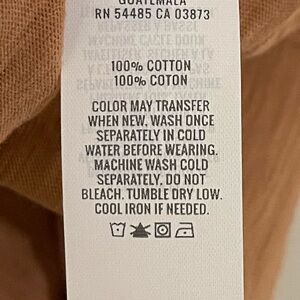 GUATEMALA
RN 54485 CA 03873
100% COTTON
100% COTON
COLOR MAY TRANSFER
WHEN NEW, WASH ONCE
SEPARATELY IN COLD
WATER BEFORE WEARING.
MACHINE WASH COLD
SEPARATELY. DO NOT
BLEACH. TUMBLE DRY LOW.
COOL IRON IF NEEDED.